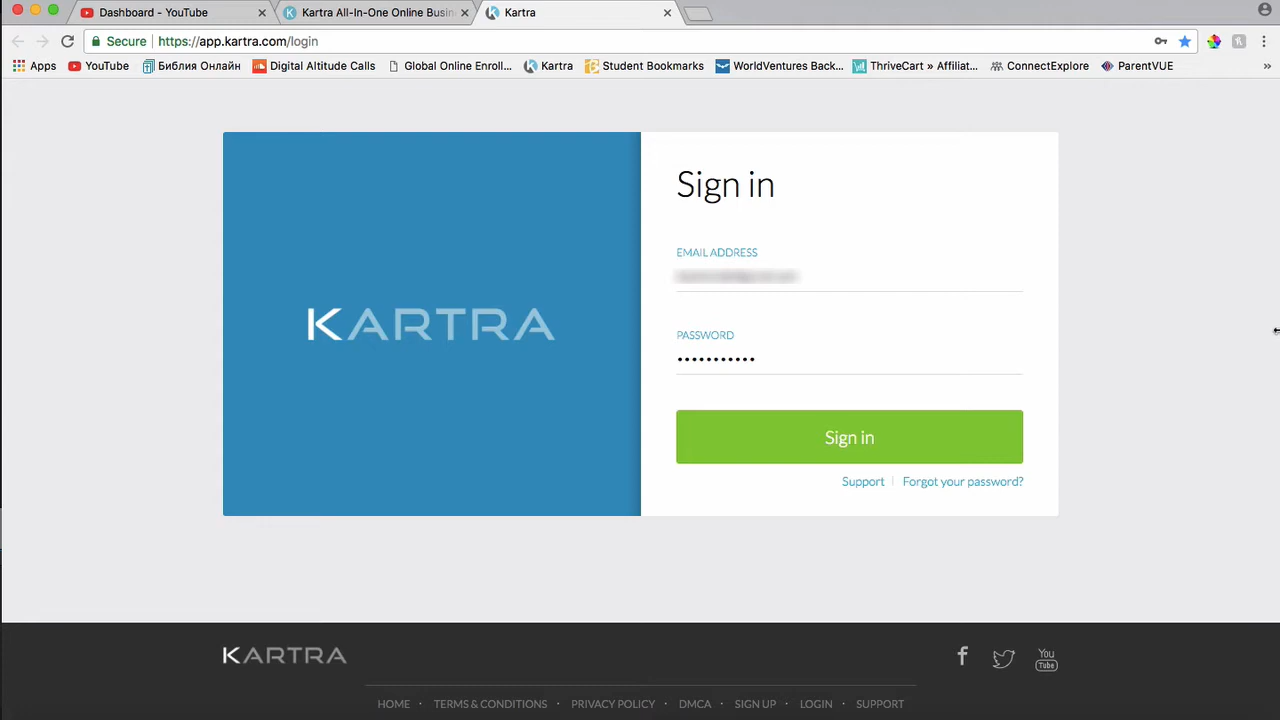 Dashboard - YouTube
Kartra All-In-One Online Busin
Kartra
Secure https://app.kartra.com/login
Apps YouTube Библия Онлайн Digital Altitude Calls Global Online Enroll... Kartra Student Bookmarks WorldVentures Back... ThriveCart » Affiliat... ConnectExplore ParentVUE »
Sign in
EMAIL ADDRESS
KARTRA
PASSWORD
Sign in
Support | Forgot your password?
KARTRA
f You Tube
HOME · TERMS & CONDITIONS · PRIVACY POLICY · DMCA · SIGN UP · LOGIN · SUPPORT